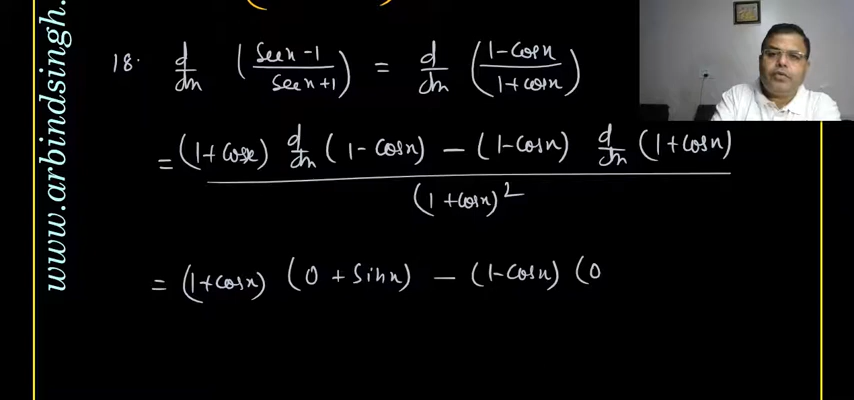 www.arbindsingh.
18. d/dx (secx-1/secx+1) = d/dx (1-cosx/1+cosx)
= (1+cosx) d/dx (1-cosx) - (1-cosx) d/dx (1+cosx) / (1+cosx)²
= (1+cosx) (0 + sinx) - (1-cosx) (0